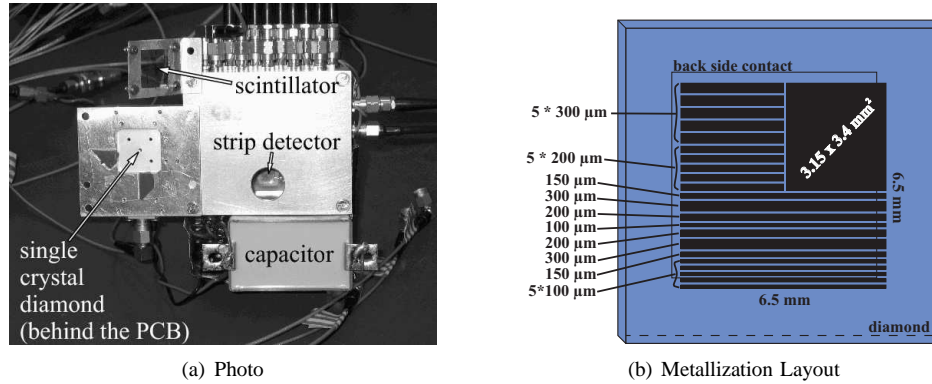 scintillator
strip detector
capacitor
single
crystal
diamond
(behind the PCB)
(a) Photo
back side contact
5 * 300 µm
5 * 200 µm
150 µm
300 µm
200 µm
100 µm
200 µm
300 µm
150 µm
5*100 µm
3.15 x 3.4 mm²
6.5 mm
6.5 mm
diamond
(b) Metallization Layout